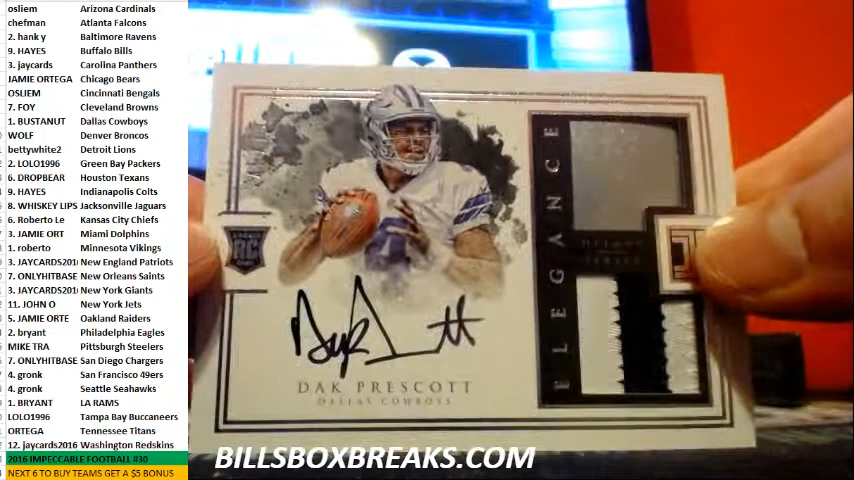 osliem Arizona Cardinals
chefman Atlanta Falcons
2. hank y Baltimore Ravens
9. HAYES Buffalo Bills
3. jaycards Carolina Panthers
JAMIE ORTEGA Chicago Bears
OSLIEM Cincinnati Bengals
7. FOY Cleveland Browns
1. BUSTANUT Dallas Cowboys
WOLF Denver Broncos
bettywhite2 Detroit Lions
2. LOLO1996 Green Bay Packers
6. DROPBEAR Houston Texans
9. HAYES Indianapolis Colts
8. WHISKEY LIPS Jacksonville Jaguars
6. Roberto Le Kansas City Chiefs
3. JAMIE ORT Miami Dolphins
1. roberto Minnesota Vikings
3. JAYCARDS201 New England Patriots
7. ONLYHITBASE New Orleans Saints
3. JAYCARDS201 New York Giants
11. JOHN O New York Jets
5. JAMIE ORTE Oakland Raiders
2. bryant Philadelphia Eagles
MIKE TRA Pittsburgh Steelers
7. ONLYHITBASE San Diego Chargers
4. gronk San Francisco 49ers
4. gronk Seattle Seahawks
1. BRYANT LA RAMS
LOLO1996 Tampa Bay Buccaneers
ORTEGA Tennessee Titans
12. jaycards2016 Washington Redskins
2016 IMPECCABLE FOOTBALL #30
NEXT 6 TO BUY TEAMS GET A $5 BONUS
ELEGANCE
RC
DAK PRESCOTT
DALLAS COWBOYS
BILLSBOXBREAKS.COM